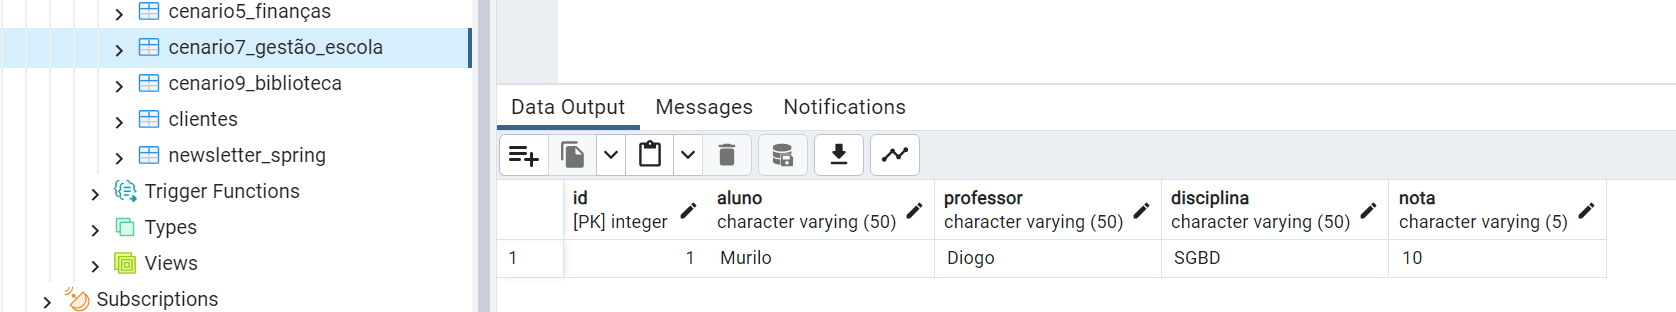 cenario5_finanças
cenario7_gestão_escola
cenario9_biblioteca
clientes
newsletter_spring
Trigger Functions
Types
Views
Subscriptions
Data Output Messages Notifications
id aluno professor disciplina nota
[PK] integer character varying (50) character varying (50) character varying (50) character varying (5)
1 1 Murilo Diogo SGBD 10